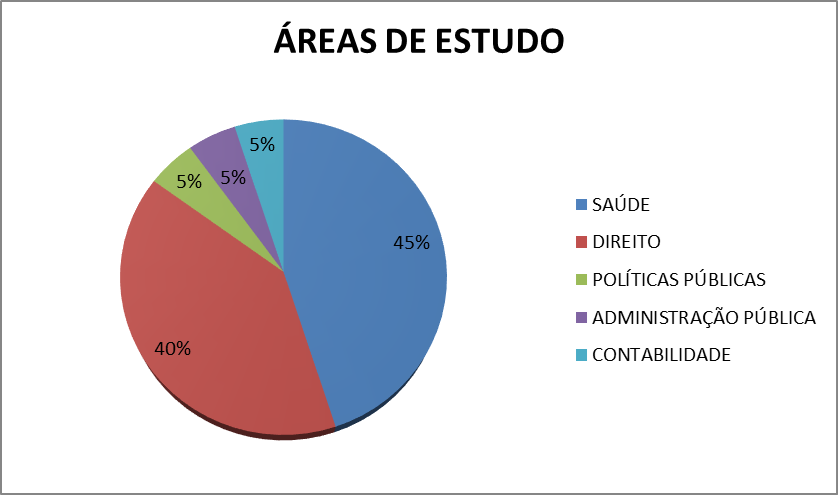 ÁREAS DE ESTUDO
5%
5%
5%
45%
40%
SAÚDE
DIREITO
POLÍTICAS PÚBLICAS
ADMINISTRAÇÃO PÚBLICA
CONTABILIDADE